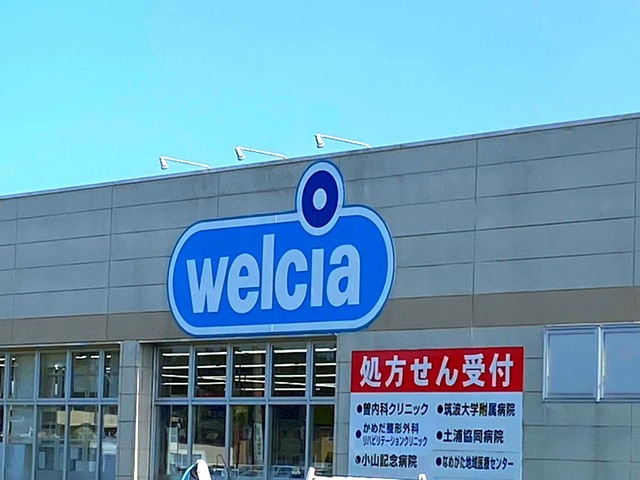 welcia
処方せん受付
●曽内科クリニック
●かめだ整形外科
リハビリテーションクリニック
●小山記念病院
●筑波大学附属病院
●土浦協同病院
●なめがた地域医療センター